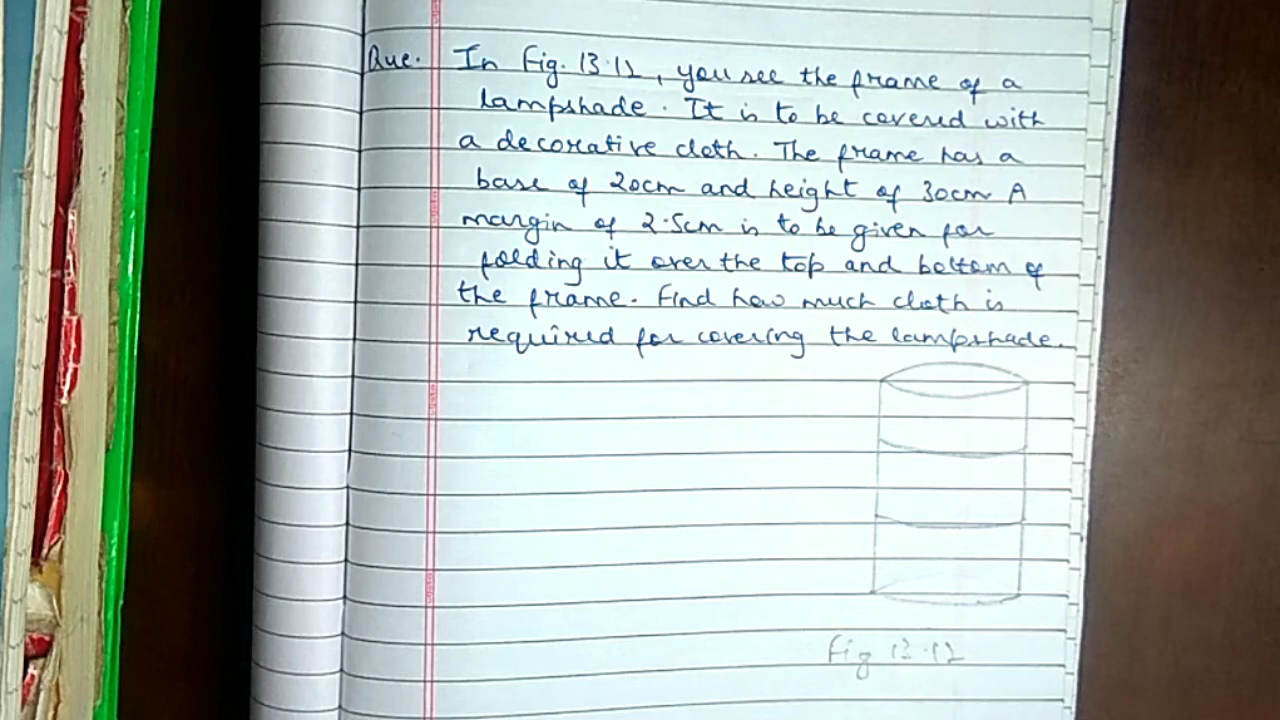 Que. In Fig. 13.12, you see the frame of a
lampshade. It is to be covered with
a decorative cloth. The frame has a
base of 20cm and height of 30cm A
margin of 2.5cm is to be given for
folding it over the top and bottom of
the frame. Find how much cloth is
required for covering the lampshade.
Fig 13.12